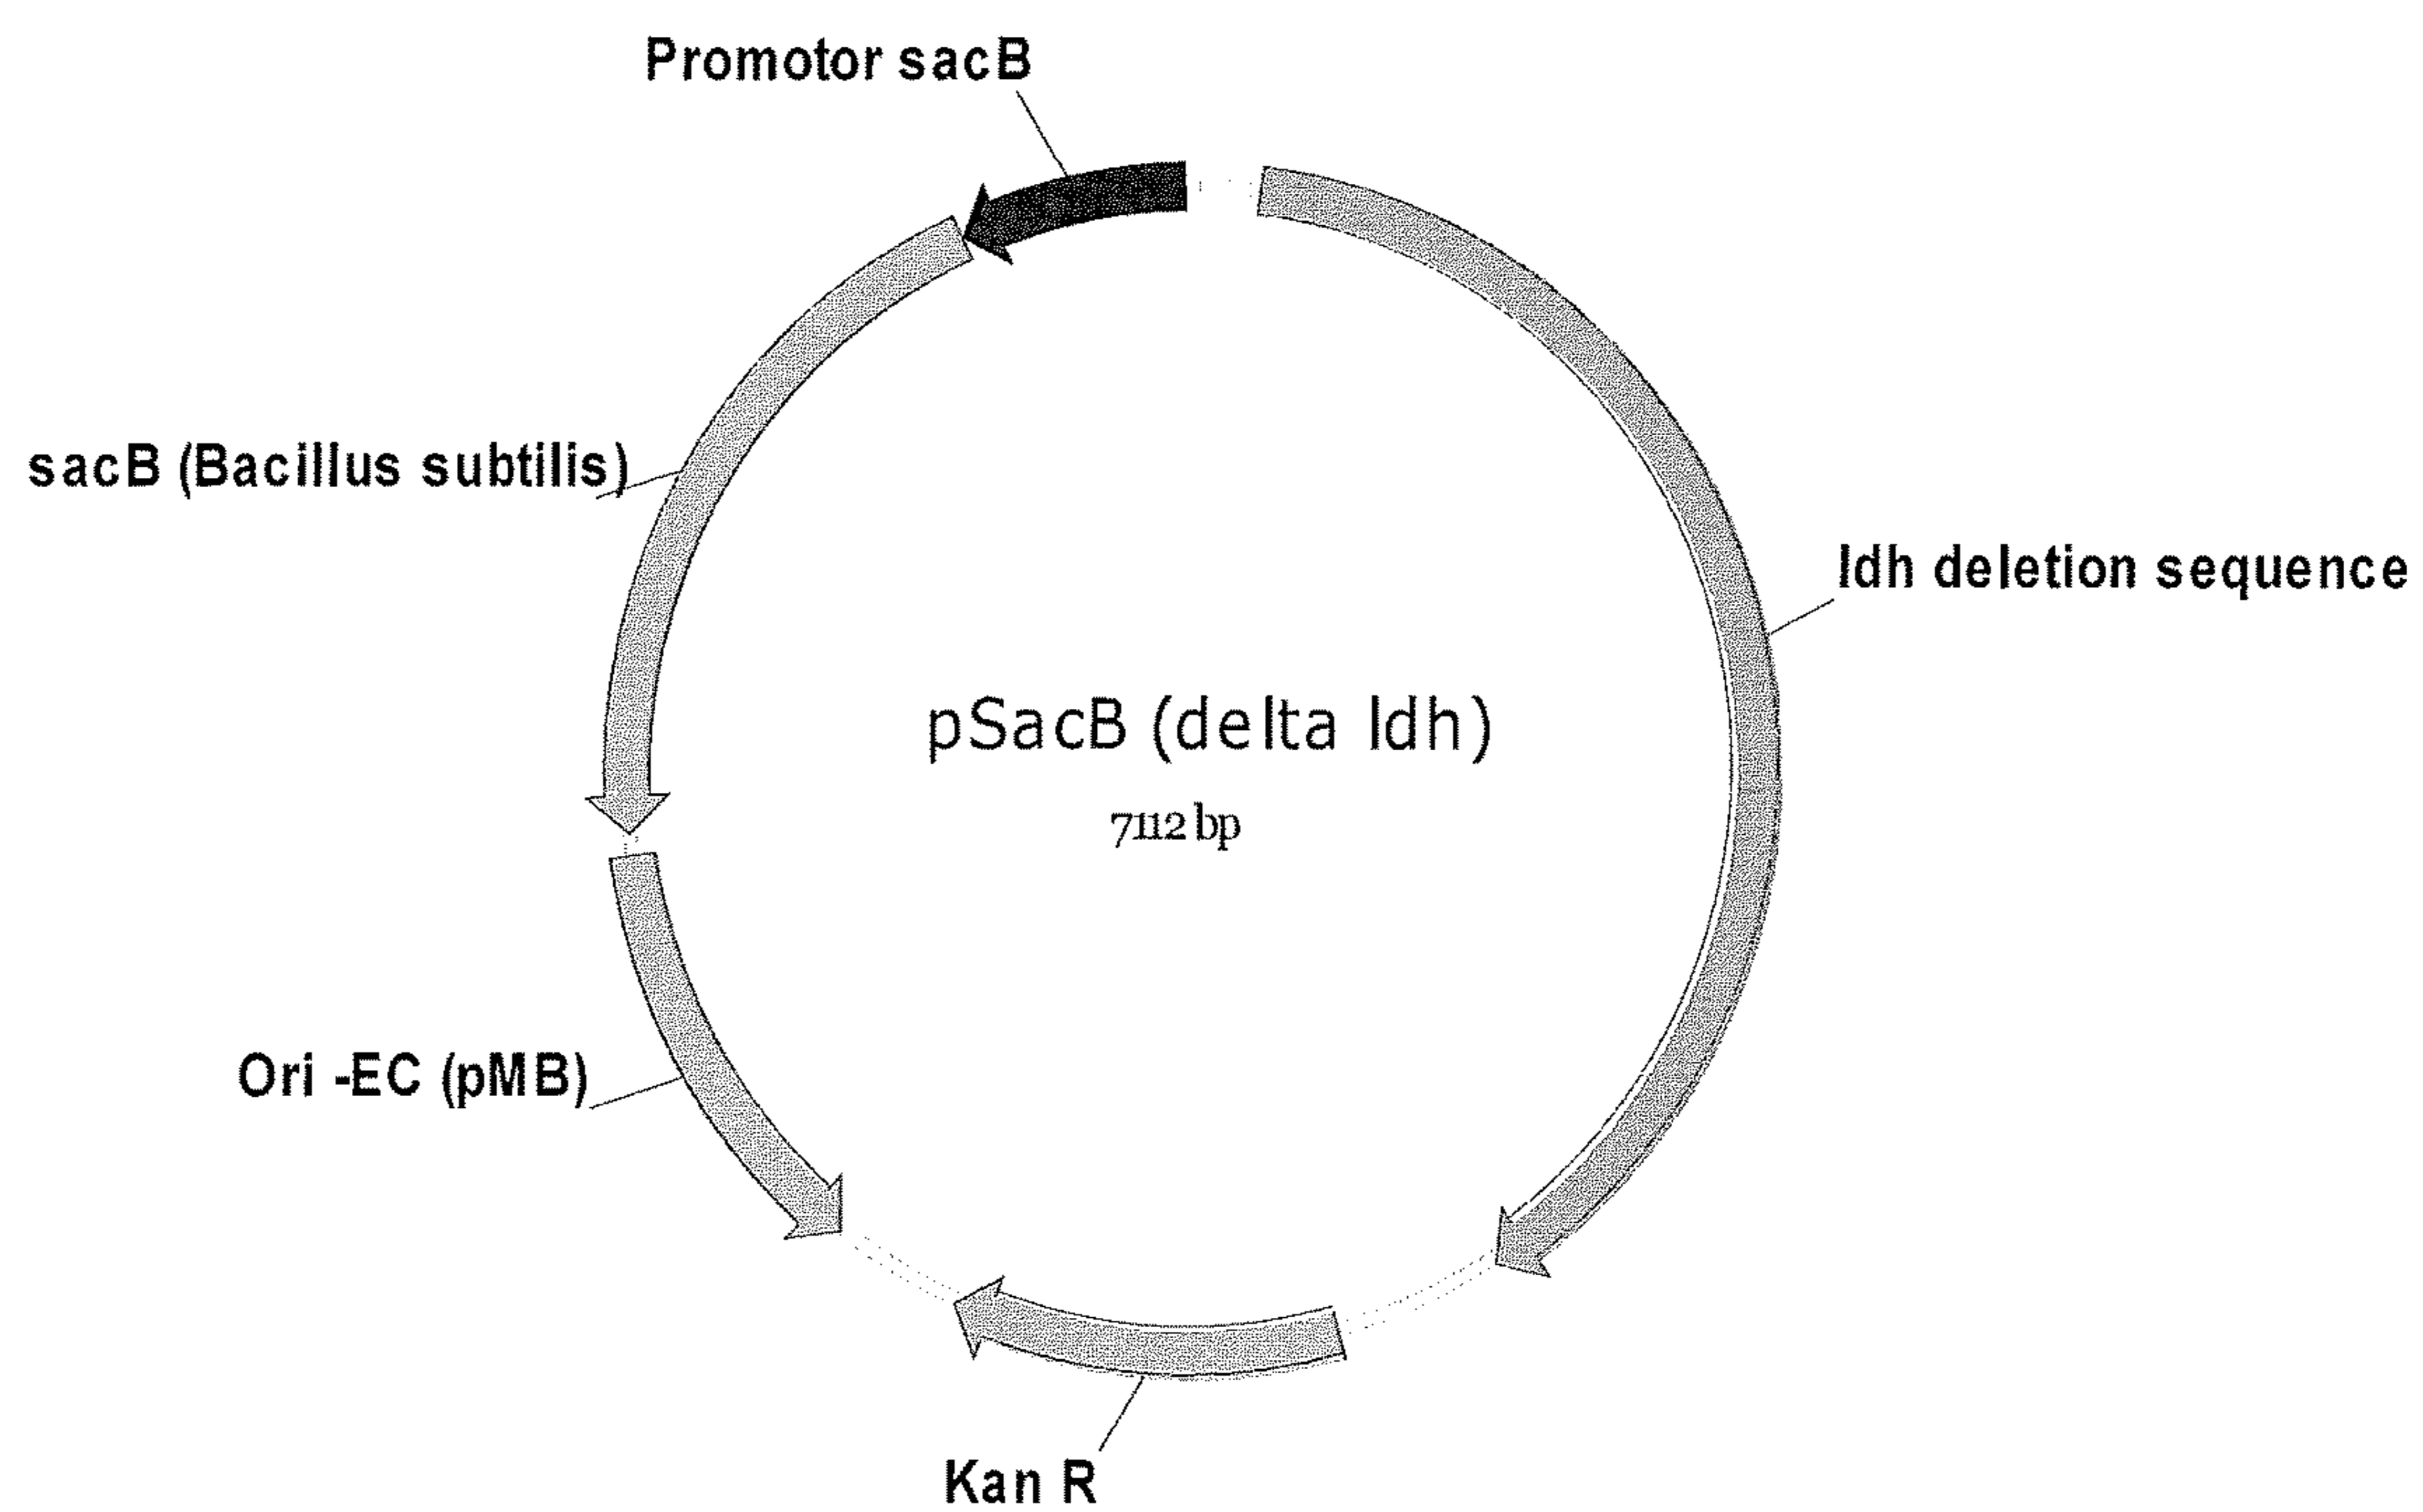 Promotor sacB
sacB (Bacillus subtilis)
ldh deletion sequence
pSacB (delta ldh)
7112 bp
Ori -EC (pMB)
Kan R